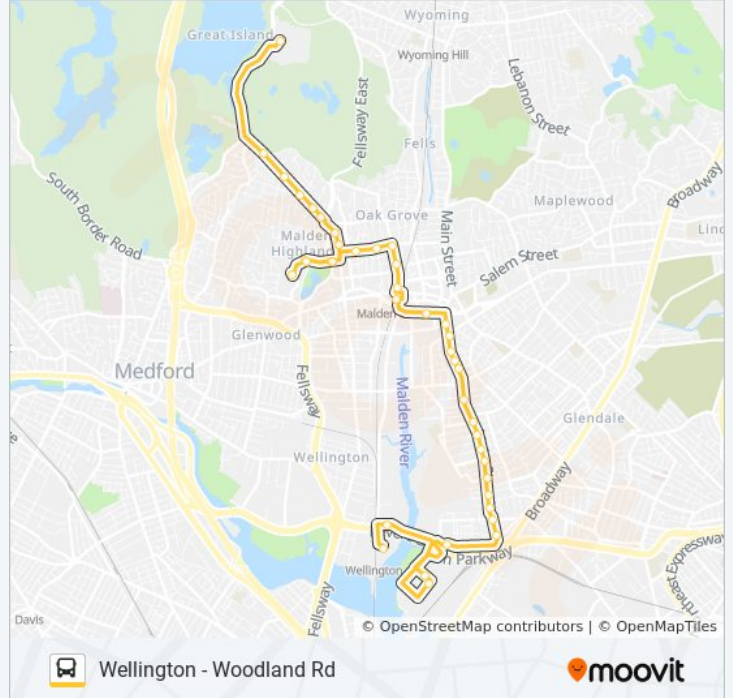 Wyoming
Great Island
Wyoming Hill
Lebanon Street
Fellsway East
Fells
Broadway
South Border Road
Maplewood
Oak Grove
Main Street
Malden
Highland
Salem Street
Malden
Glenwood
Medford
Fellsway
Malden River
Glendale
Wellington
Broadway
Parkway
Wellington
Fellsway
Davis
© OpenStreetMap contributors | © OpenMapTiles
Wellington - Woodland Rd
moovit